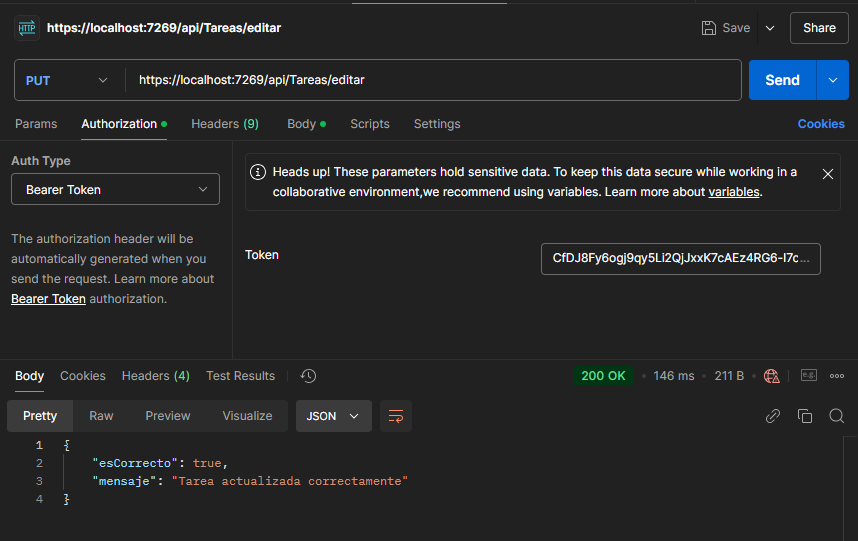 HTTP https://localhost:7269/api/Tareas/editar Save Share
PUT https://localhost:7269/api/Tareas/editar Send
Params Authorization Headers (9) Body Scripts Settings Cookies
Auth Type
Bearer Token
The authorization header will be
automatically generated when you
send the request. Learn more about
Bearer Token authorization.
Heads up! These parameters hold sensitive data. To keep this data secure while working in a
collaborative environment,we recommend using variables. Learn more about variables.
Token CfDJ8Fy6ogj9qy5Li2QjJxxK7cAEz4RG6-I7c...
Body Cookies Headers (4) Test Results 200 OK 146 ms 211 B e.g.
Pretty Raw Preview Visualize JSON
1 {
2 "esCorrecto": true,
3 "mensaje": "Tarea actualizada correctamente"
4 }